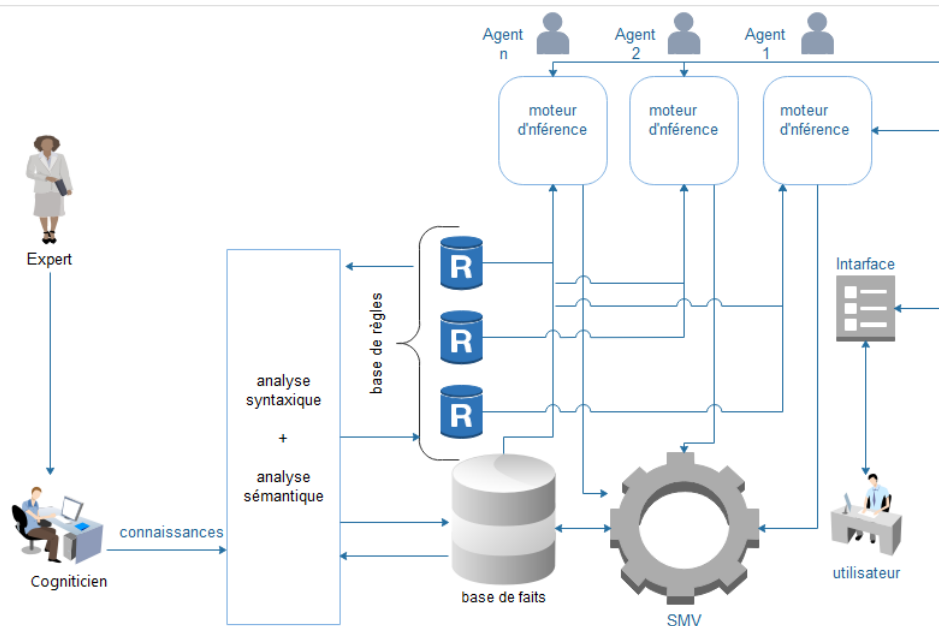 Agent
n
Agent
2
Agent
1
moteur
d'nférence
moteur
d'nférence
moteur
d'nférence
Expert
R
R
R
base de règles
Intarface
analyse
syntaxique
+
analyse
sémantique
connaissances
Cogniticien
base de faits
SMV
utilisateur